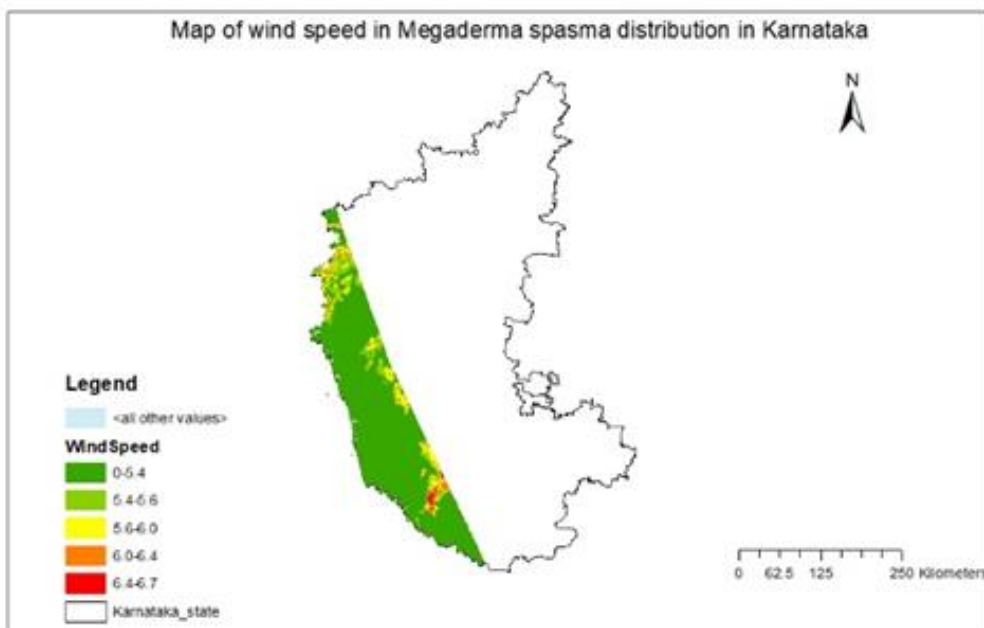 Map of wind speed in Megaderma spasma distribution in Karnataka
N
Legend
<all other values>
WindSpeed
0-5.4
5.4-5.6
5.6-6.0
6.0-6.4
6.4-6.7
Karnataka_state
0 62.5 125 250 Kilometers